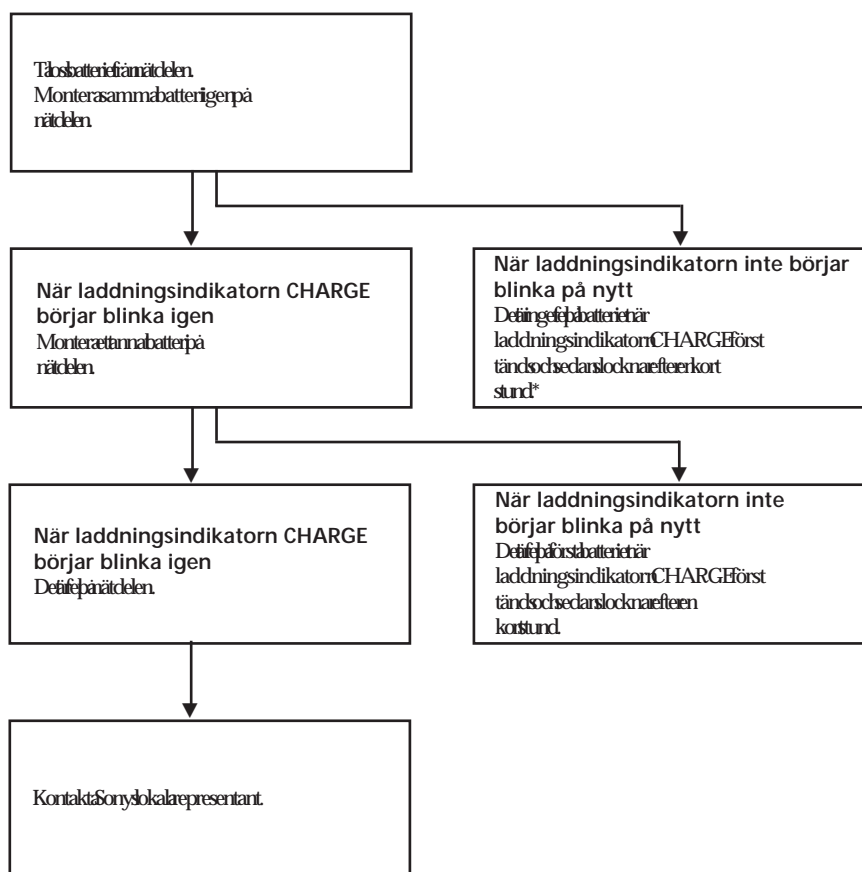 Ta loss batteriet från nätdelen.
Montera samma batteri igen på
nätdelen.
När laddningsindikatorn CHARGE
börjar blinka igen
Montera ett annat batteri på
nätdelen.
När laddningsindikatorn inte börjar
blinka på nytt
Det är inget fel på batteriet när
laddningsindikatorn CHARGE först
tänds och sedan slocknar efter en kort
stund.*
När laddningsindikatorn CHARGE
börjar blinka igen
Det är fel på nätdelen.
När laddningsindikatorn inte
börjar blinka på nytt
Det är fel på första batteriet när
laddningsindikatorn CHARGE först
tänds och sedan slocknar efter en
kort stund.
Kontakta Sonys lokala representant.